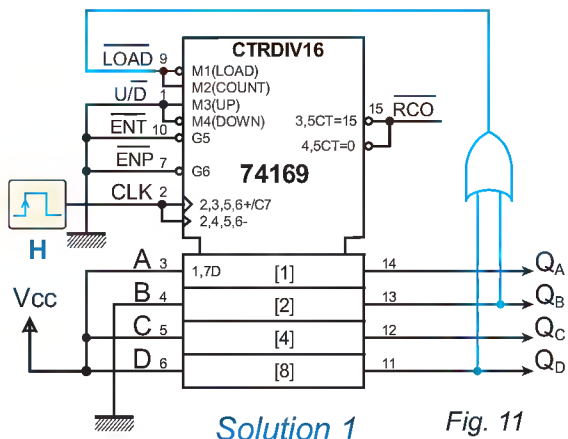 CTRDIV16
LOAD 9 M1(LOAD)
M2(COUNT)
U/D 1 M3(UP) 3,5CT=15 15 RCO
M4(DOWN)
ENT 10 G5 4,5CT=0
ENP 7 G6 74169
CLK 2 2,3,5,6+/C7
2,4,5,6-
H
A 3 1,7D [1] 14 QA
Vcc B 4 [2] 13 QB
C 5 [4] 12 QC
D 6 [8] 11 QD
Solution 1 Fig. 11